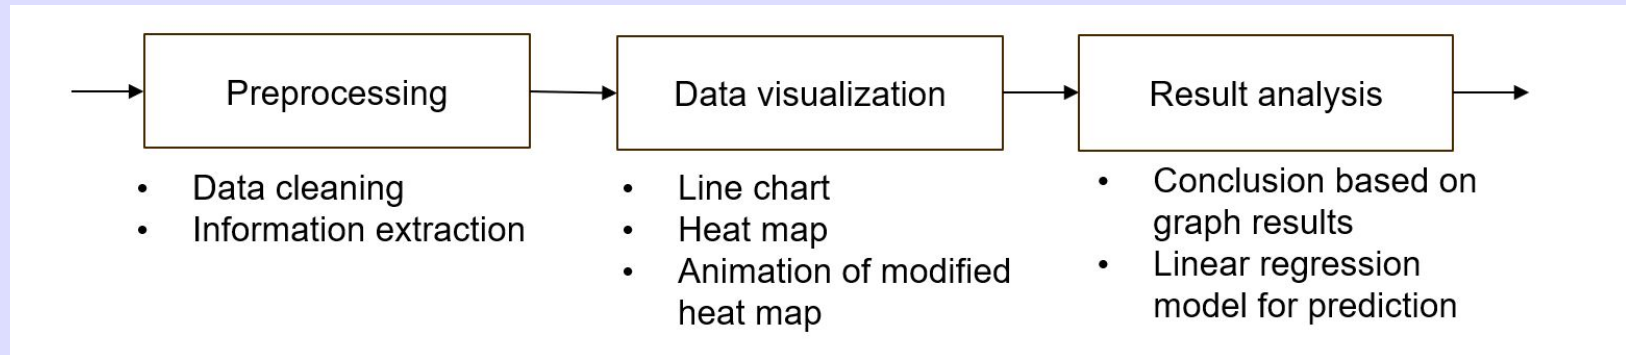 Preprocessing
• Data cleaning
• Information extraction
Data visualization
• Line chart
• Heat map
• Animation of modified
heat map
Result analysis
• Conclusion based on
graph results
• Linear regression
model for prediction